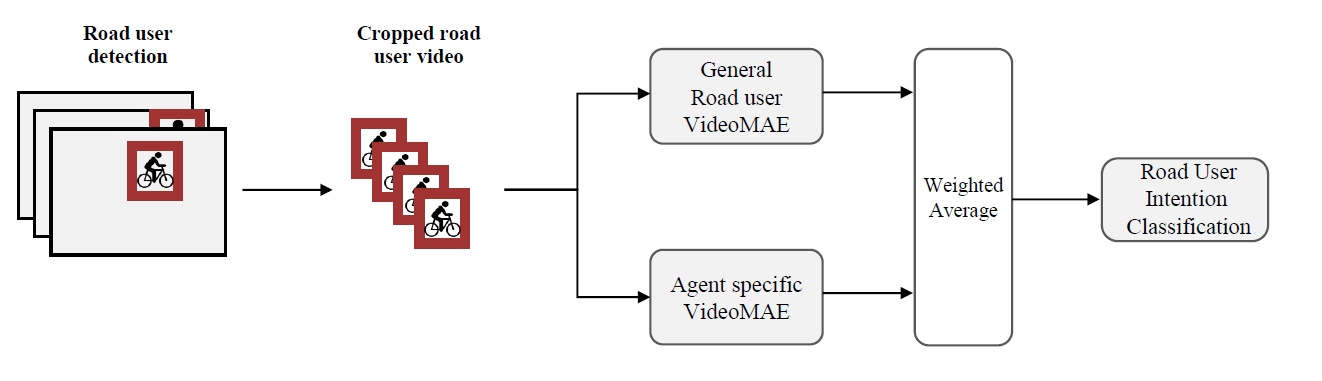 Road user
detection
Cropped road
user video
General
Road user
VideoMAE
Agent specific
VideoMAE
Weighted
Average
Road User
Intention
Classification